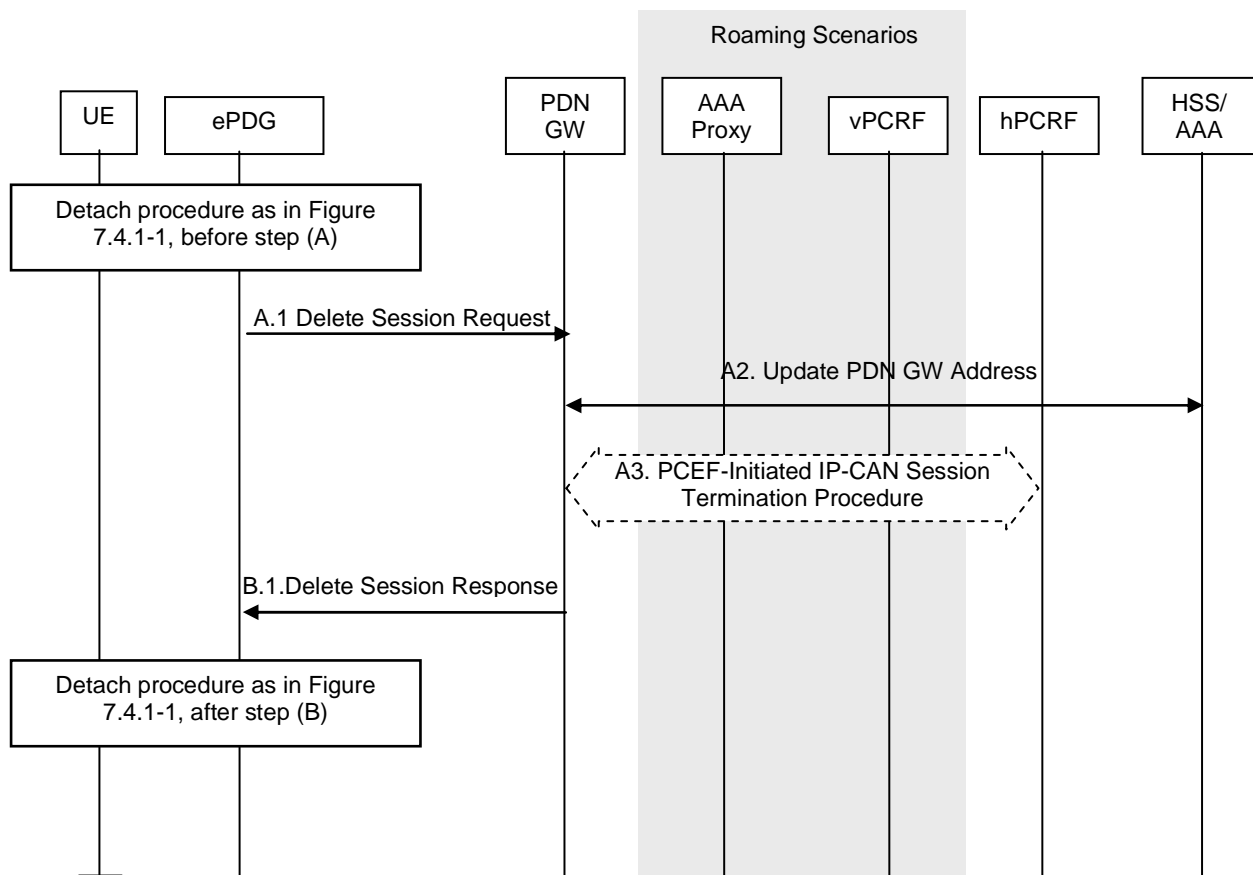 Roaming Scenarios
UE
ePDG
PDN
GW
AAA
Proxy
vPCRF
hPCRF
HSS/
AAA
Detach procedure as in Figure
7.4.1-1, before step (A)
A.1 Delete Session Request
A2. Update PDN GW Address
A3. PCEF-Initiated IP-CAN Session
Termination Procedure
B.1.Delete Session Response
Detach procedure as in Figure
7.4.1-1, after step (B)